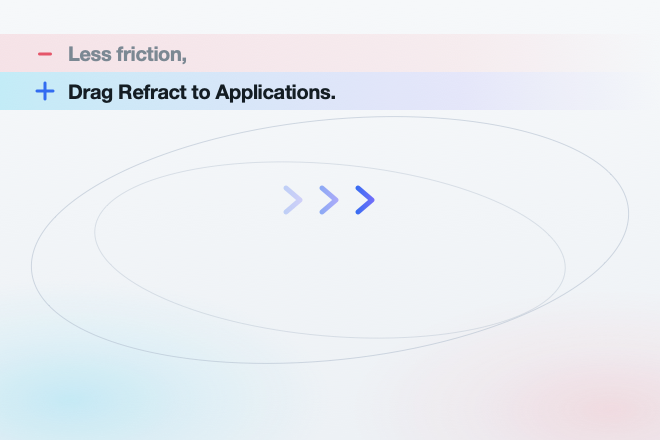 − Less friction,
+ Drag Refract to Applications.